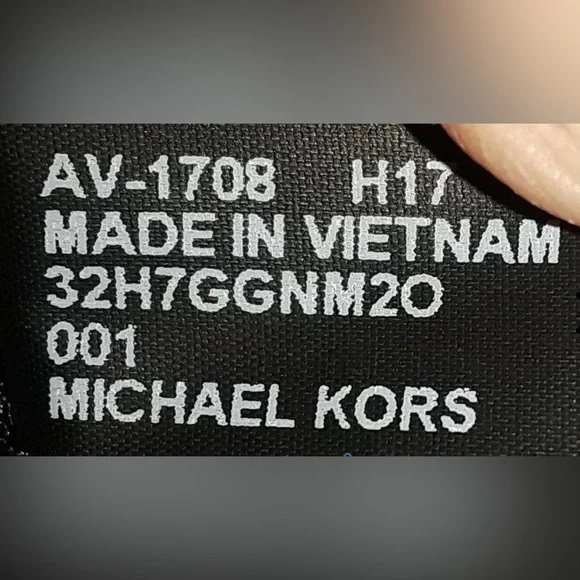 AV-1708 H17
MADE IN VIETNAM
32H7GGNM2O
001
MICHAEL KORS